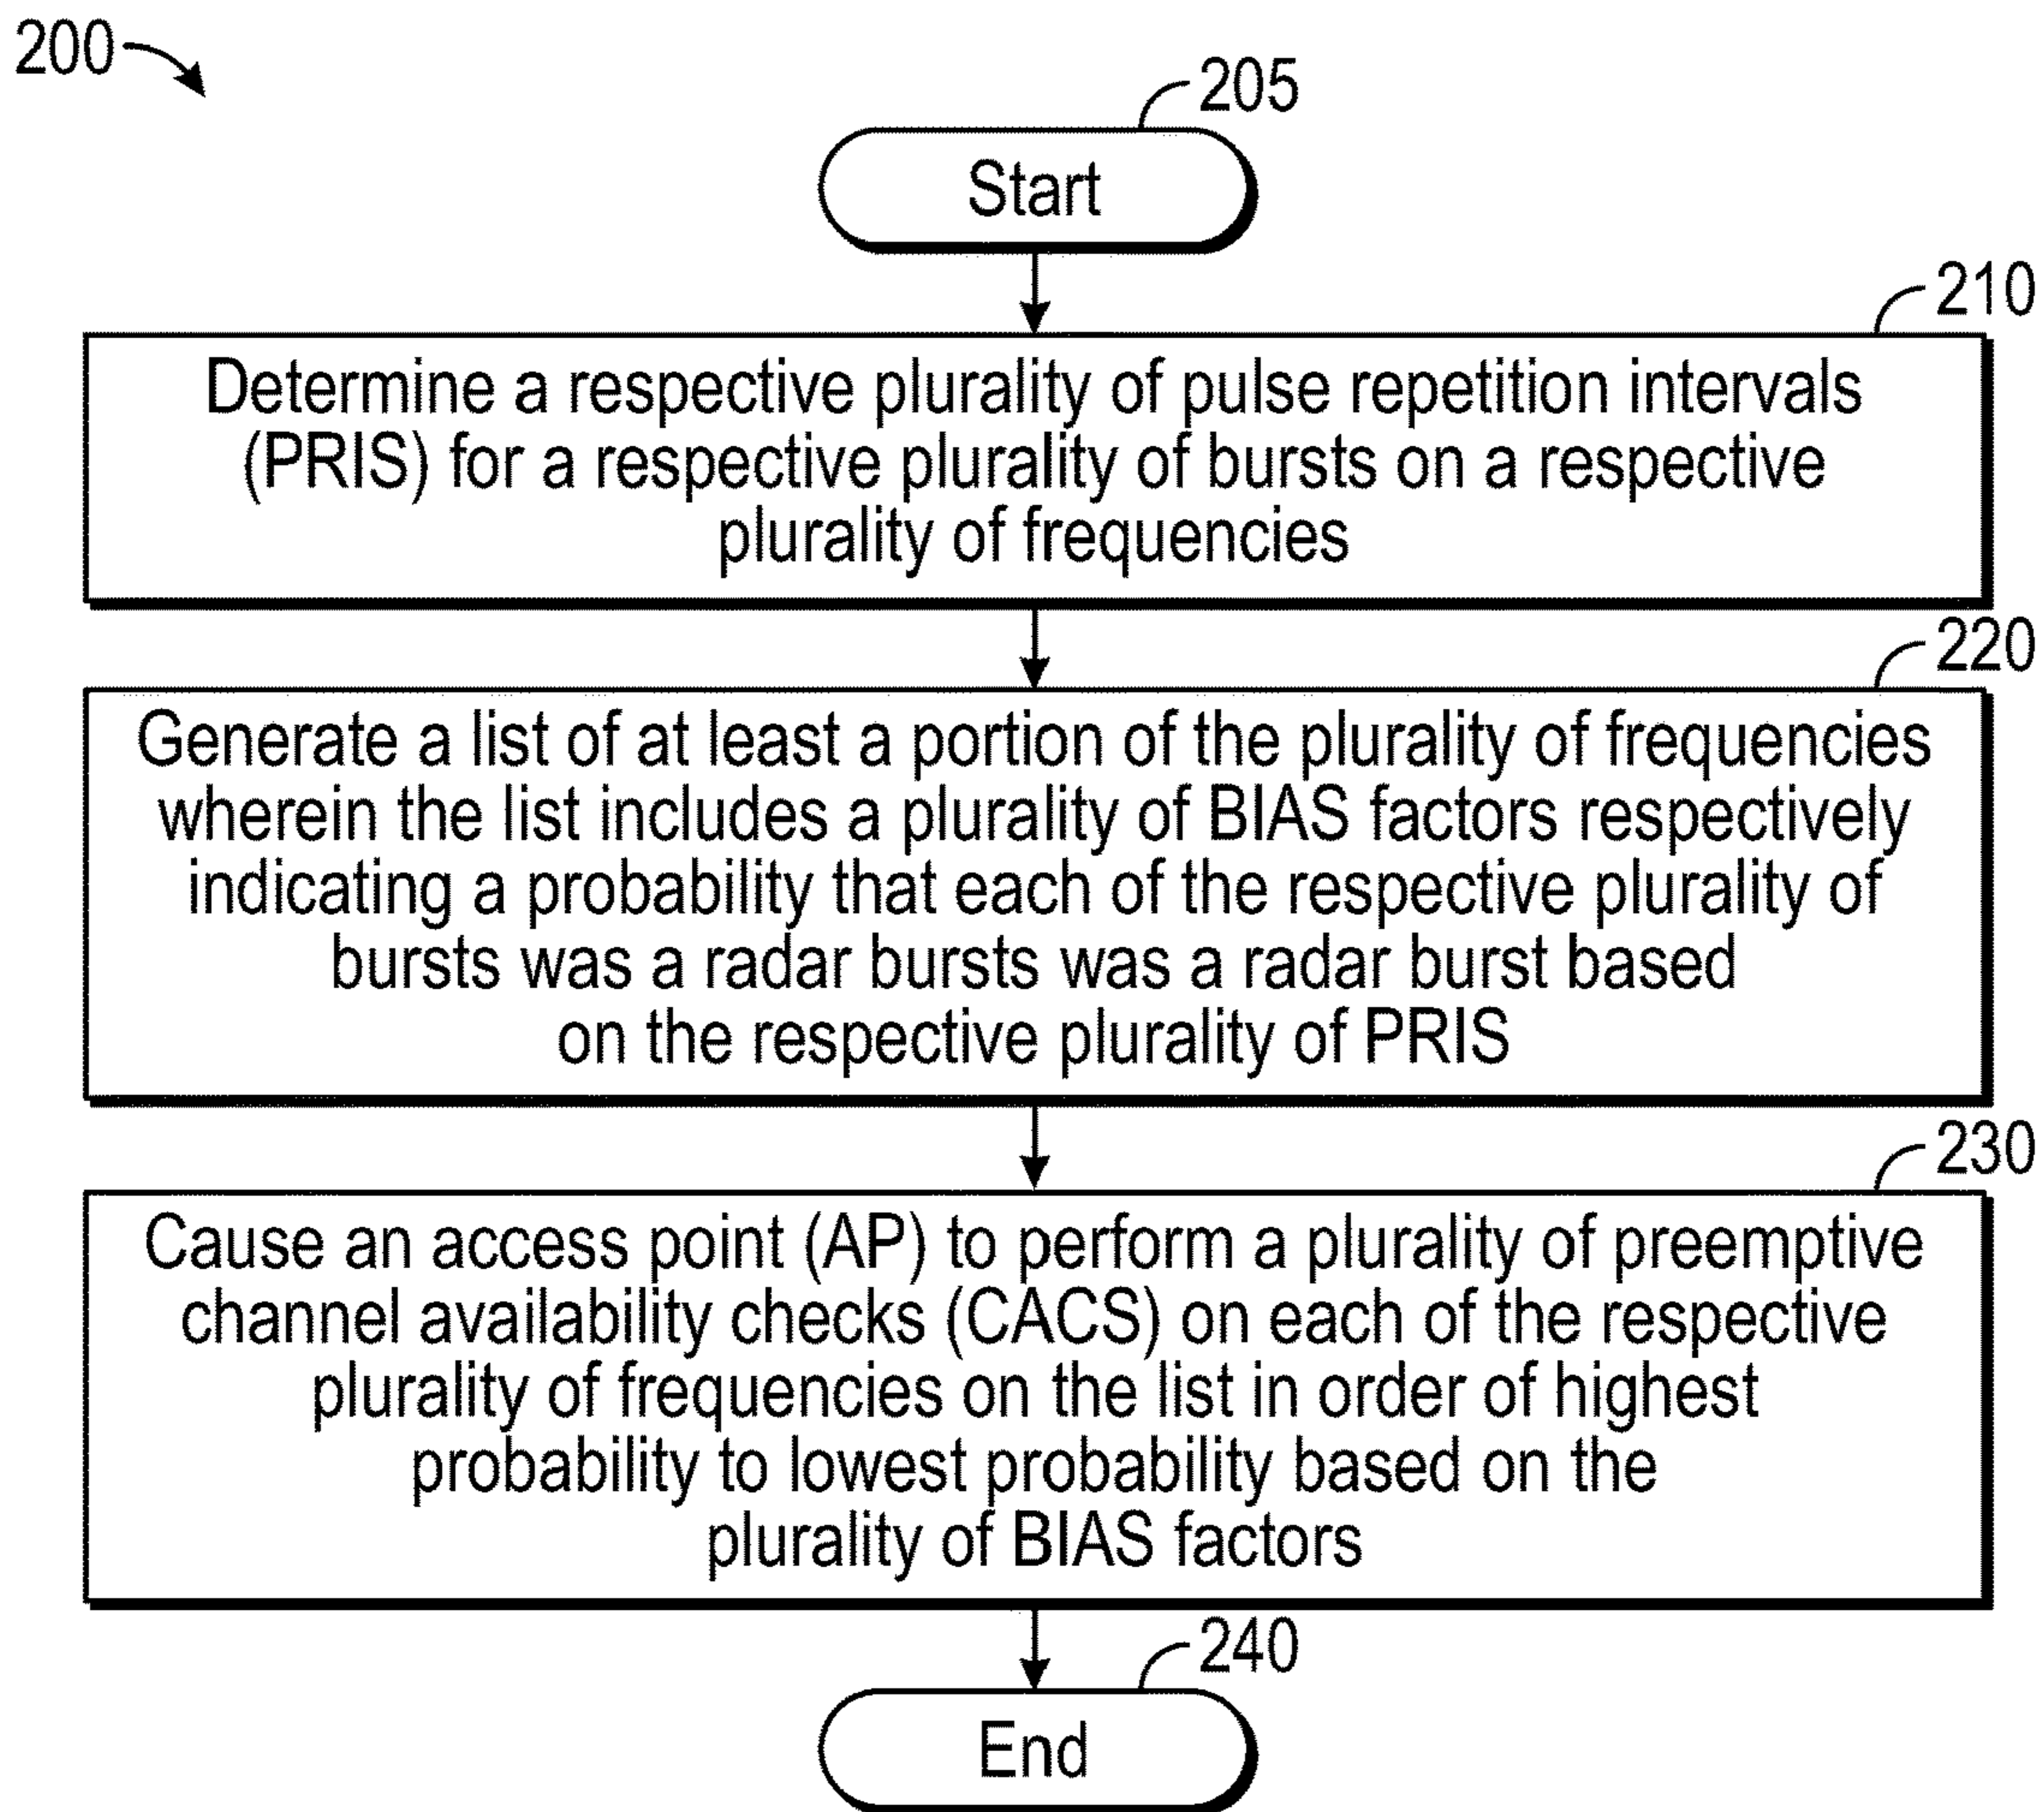 200
205
Start
210
Determine a respective plurality of pulse repetition intervals
(PRIS) for a respective plurality of bursts on a respective
plurality of frequencies
220
Generate a list of at least a portion of the plurality of frequencies
wherein the list includes a plurality of BIAS factors respectively
indicating a probability that each of the respective plurality of
bursts was a radar bursts was a radar burst based
on the respective plurality of PRIS
230
Cause an access point (AP) to perform a plurality of preemptive
channel availability checks (CACS) on each of the respective
plurality of frequencies on the list in order of highest
probability to lowest probability based on the
plurality of BIAS factors
240
End